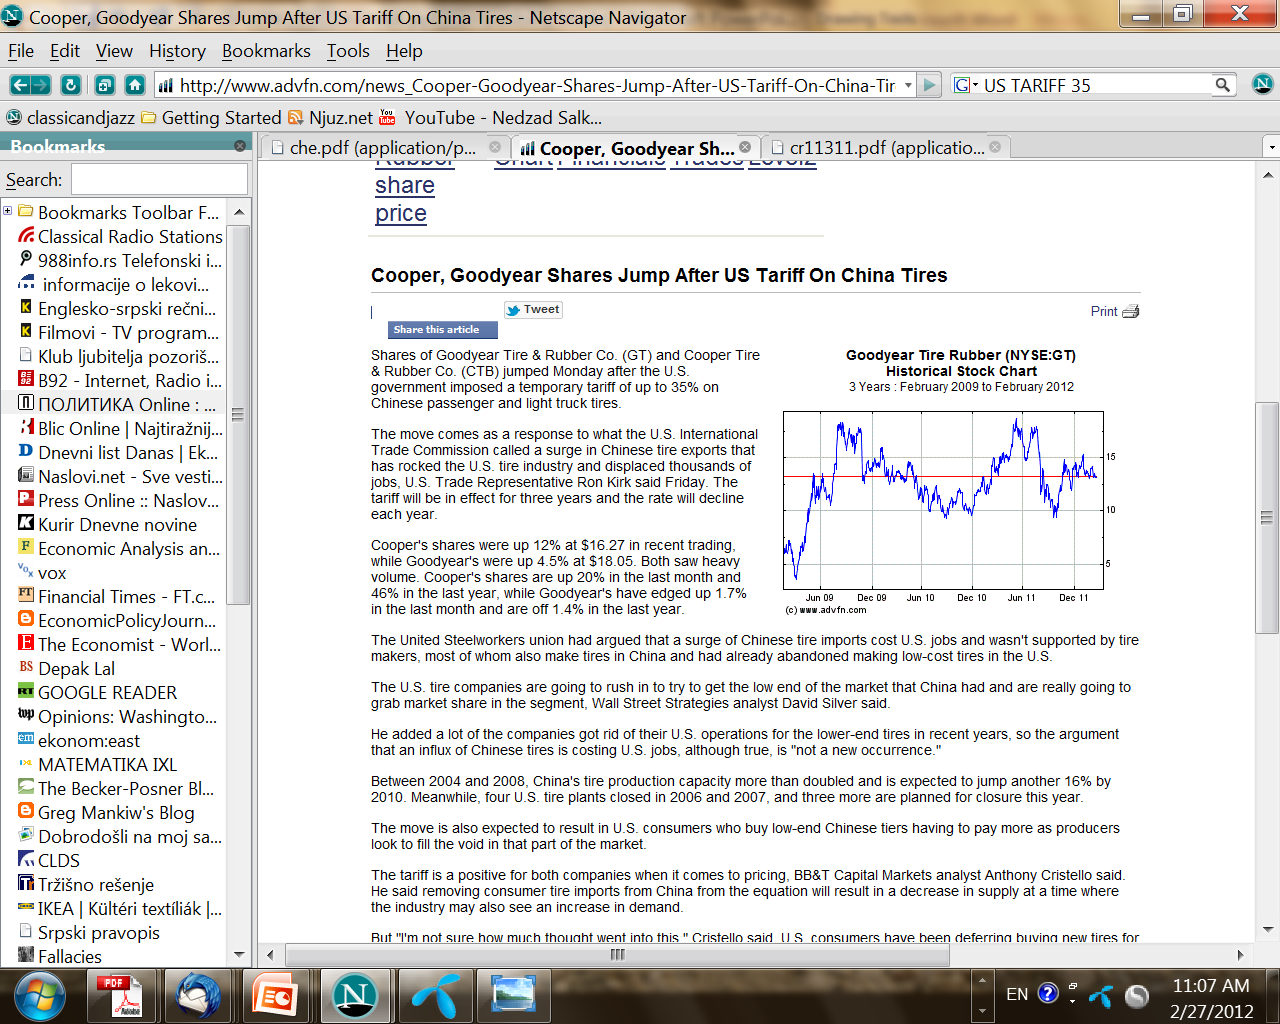 Cooper, Goodyear Shares Jump After US Tariff On China Tires - Netscape Navigator
File Edit View History Bookmarks Tools Help
http://www.advfn.com/news_Cooper-Goodyear-Shares-Jump-After-US-Tariff-On-China-Tir
US TARIFF 35
classicandjazz Getting Started Njuz.net YouTube - Nedzad Salk...
Bookmarks
che.pdf (application/p...
Cooper, Goodyear Sh...
cr11311.pdf (applicatio...
Search:
Bookmarks Toolbar F...
Classical Radio Stations
988info.rs Telefonski i...
informacije o lekovi...
Englesko-srpski rečni...
Filmovi - TV program...
Klub ljubitelja pozoriš...
B92 - Internet, Radio i...
ПОЛИТИКА Online : ...
Blic Online | Najtiražnij...
Dnevni list Danas | Ek...
Naslovi.net - Sve vesti...
Press Online :: Naslov...
Kurir Dnevne novine
Economic Analysis an...
vox
Financial Times - FT.c...
EconomicPolicyJourn...
The Economist - Worl...
Depak Lal
GOOGLE READER
Opinions: Washingto...
ekonom:east
MATEMATIKA IXL
The Becker-Posner Bl...
Greg Mankiw's Blog
Dobrodošli na moj sa...
CLDS
Tržišno rešenje
IKEA | Kültéri textíliák |...
Srpski pravopis
Fallacies
Rubber Chart Financials Trades Level2
share
price
Cooper, Goodyear Shares Jump After US Tariff On China Tires
Tweet
Print
Share this article
Shares of Goodyear Tire & Rubber Co. (GT) and Cooper Tire
& Rubber Co. (CTB) jumped Monday after the U.S.
government imposed a temporary tariff of up to 35% on
Chinese passenger and light truck tires.
The move comes as a response to what the U.S. International
Trade Commission called a surge in Chinese tire exports that
has rocked the U.S. tire industry and displaced thousands of
jobs, U.S. Trade Representative Ron Kirk said Friday. The
tariff will be in effect for three years and the rate will decline
each year.
Cooper's shares were up 12% at $16.27 in recent trading,
while Goodyear's were up 4.5% at $18.05. Both saw heavy
volume. Cooper's shares are up 20% in the last month and
46% in the last year, while Goodyear's have edged up 1.7%
in the last month and are off 1.4% in the last year.
Goodyear Tire Rubber (NYSE:GT)
Historical Stock Chart
3 Years : February 2009 to February 2012
15
10
5
Jun 09 Dec 09 Jun 10 Dec 10 Jun 11 Dec 11
(c) www.advfn.com
The United Steelworkers union had argued that a surge of Chinese tire imports cost U.S. jobs and wasn't supported by tire
makers, most of whom also make tires in China and had already abandoned making low-cost tires in the U.S.
The U.S. tire companies are going to rush in to try to get the low end of the market that China had and are really going to
grab market share in the segment, Wall Street Strategies analyst David Silver said.
He added a lot of the companies got rid of their U.S. operations for the lower-end tires in recent years, so the argument
that an influx of Chinese tires is costing U.S. jobs, although true, is "not a new occurrence."
Between 2004 and 2008, China's tire production capacity more than doubled and is expected to jump another 16% by
2010. Meanwhile, four U.S. tire plants closed in 2006 and 2007, and three more are planned for closure this year.
The move is also expected to result in U.S. consumers who buy low-end Chinese tiers having to pay more as producers
look to fill the void in that part of the market.
The tariff is a positive for both companies when it comes to pricing, BB&T Capital Markets analyst Anthony Cristello said.
He said removing consumer tire imports from China from the equation will result in a decrease in supply at a time where
the industry may also see an increase in demand.
But "I'm not sure how much thought went into this," Cristello said. U.S. consumers have been deferring buying new tires for
EN
11:07 AM
2/27/2012